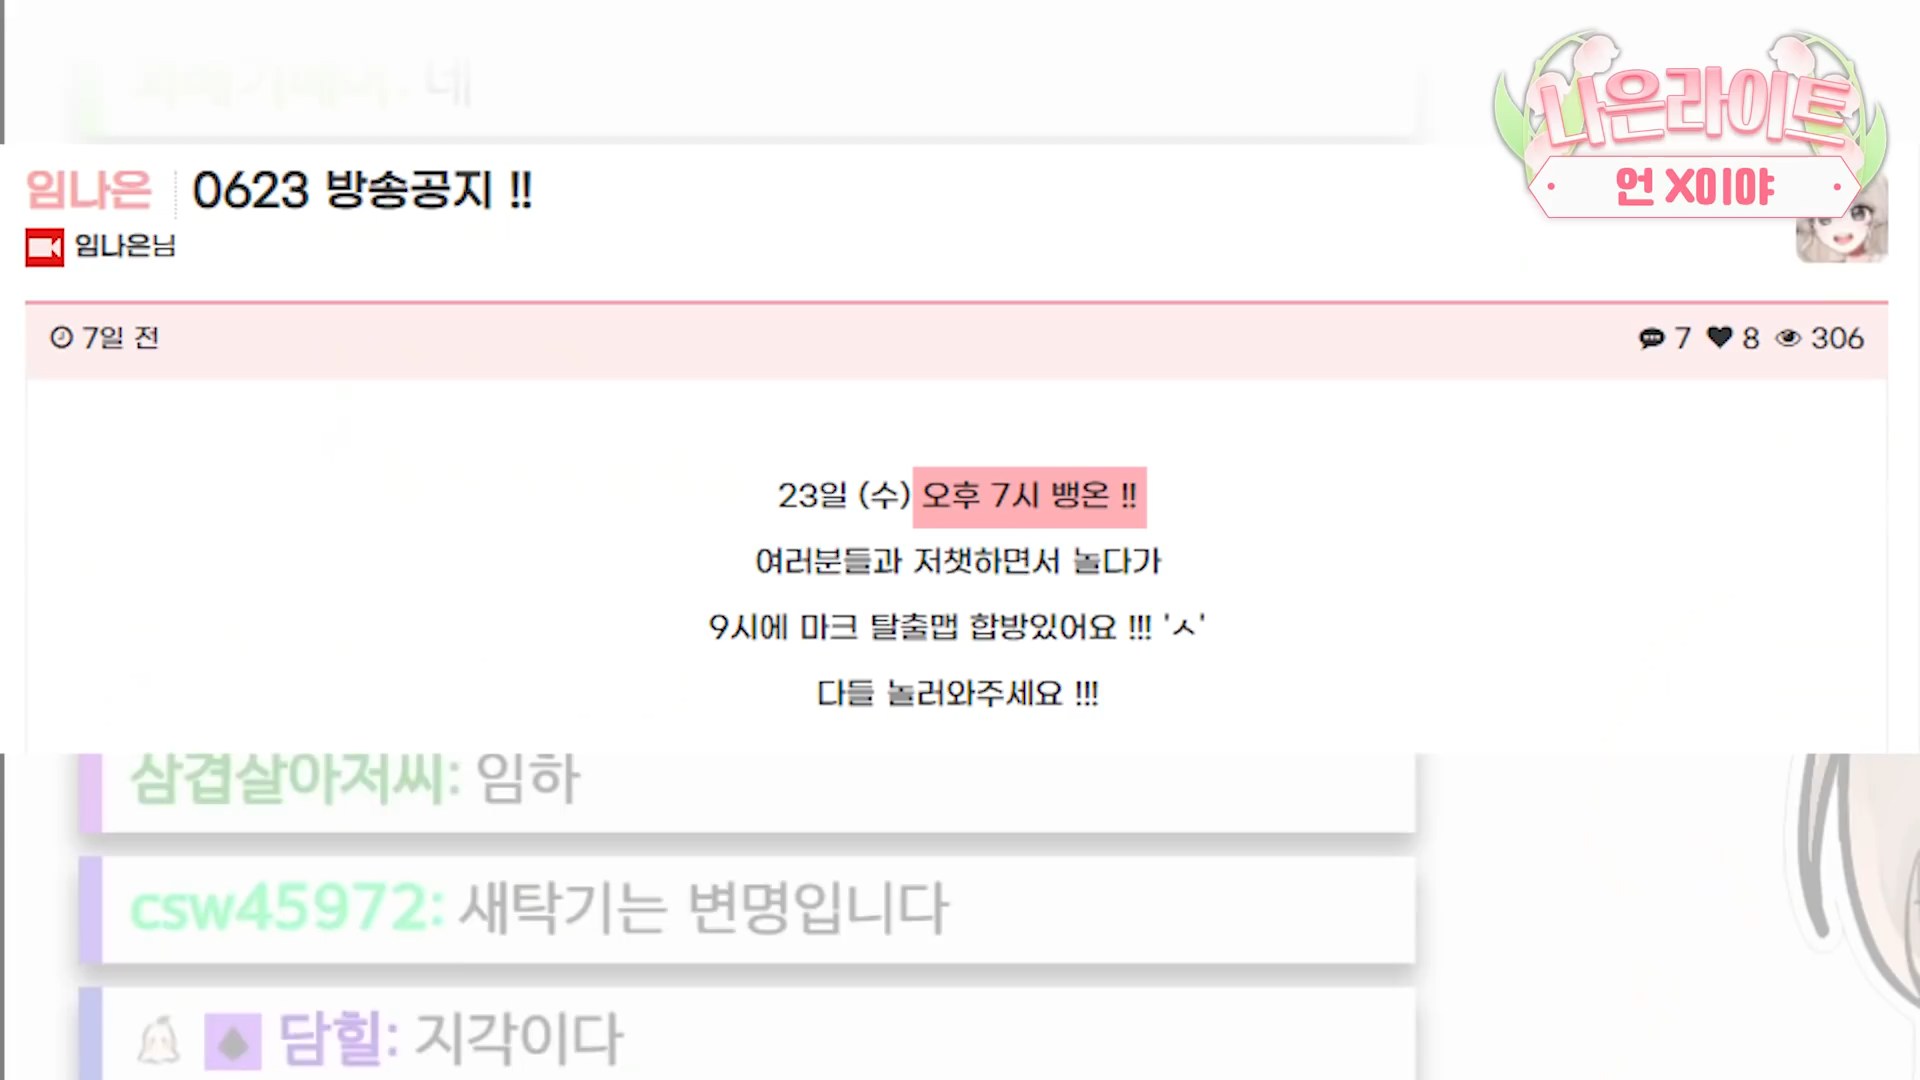 네
나은라이트
언 X이야
임나은 0623 방송공지 !!
임나은님
7일 전 7 8 306
23일 (수) 오후 7시 뱅온 !!
여러분들과 저챗하면서 놀다가
9시에 마크 탈출맵 합방있어요 !!! 'ㅅ'
다들 놀러와주세요 !!!
삼겹살아저씨: 임하
csw45972: 새탁기는 변명입니다
담힐: 지각이다